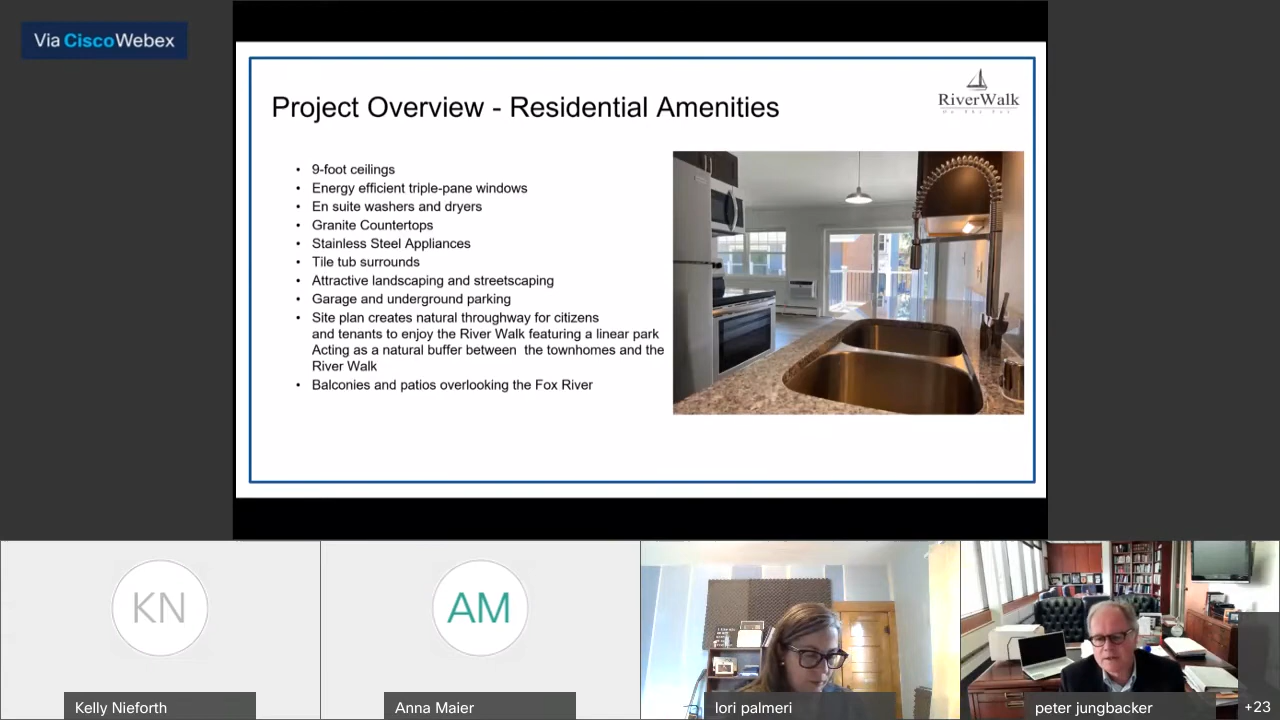 Via Cisco Webex
Project Overview - Residential Amenities
RiverWalk
On The Fox
• 9-foot ceilings
• Energy efficient triple-pane windows
• En suite washers and dryers
• Granite Countertops
• Stainless Steel Appliances
• Tile tub surrounds
• Attractive landscaping and streetscaping
• Garage and underground parking
• Site plan creates natural throughway for citizens
and tenants to enjoy the River Walk featuring a linear park
Acting as a natural buffer between the townhomes and the
River Walk
• Balconies and patios overlooking the Fox River
KN
AM
Kelly Nieforth
Anna Maier
lori palmeri
peter jungbacker
+23